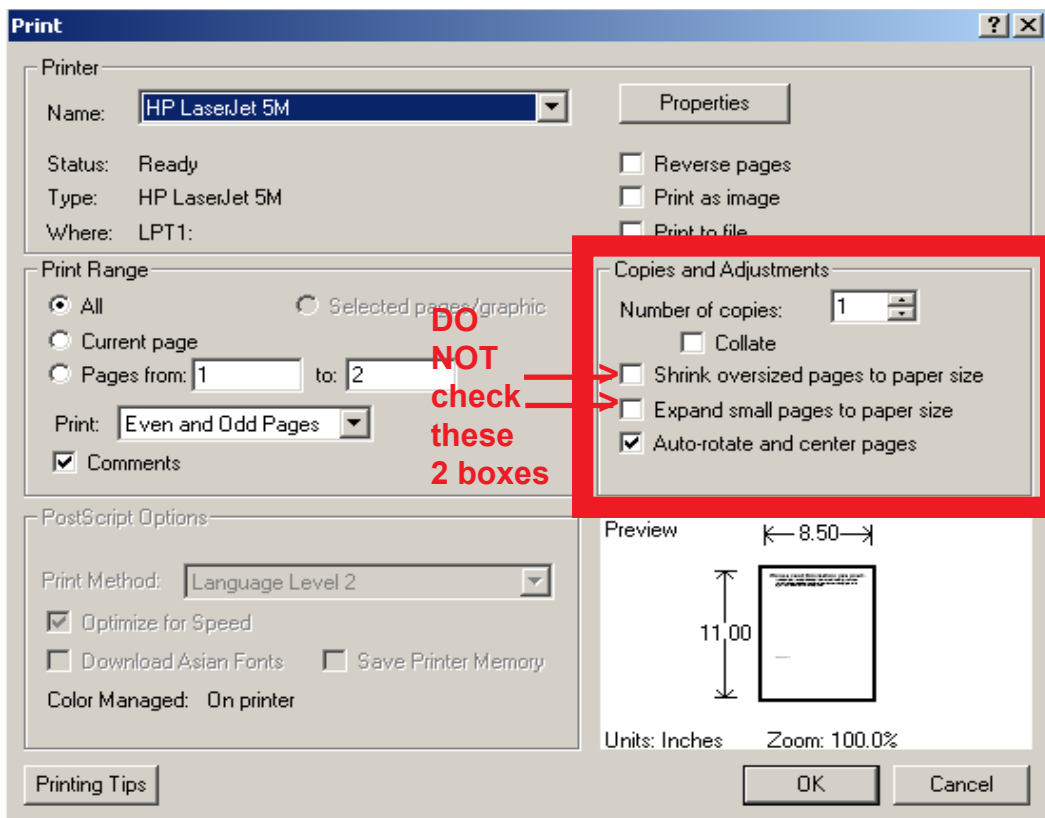 Print
Printer
Name: HP LaserJet 5M
Properties
Status: Ready
Type: HP LaserJet 5M
Where: LPT1:
Reverse pages
Print as image
Print to file
Print Range
All
Selected pages/graphic
Current page
Pages from: 1 to: 2
Print: Even and Odd Pages
Comments
DO
NOT
check
these
2 boxes
Copies and Adjustments
Number of copies: 1
Collate
> Shrink oversized pages to paper size
> Expand small pages to paper size
Auto-rotate and center pages
PostScript Options
Print Method: Language Level 2
Optimize for Speed
Download Asian Fonts Save Printer Memory
Color Managed: On printer
Preview
8.50
11.00
Units: Inches Zoom: 100.0%
Printing Tips
OK
Cancel